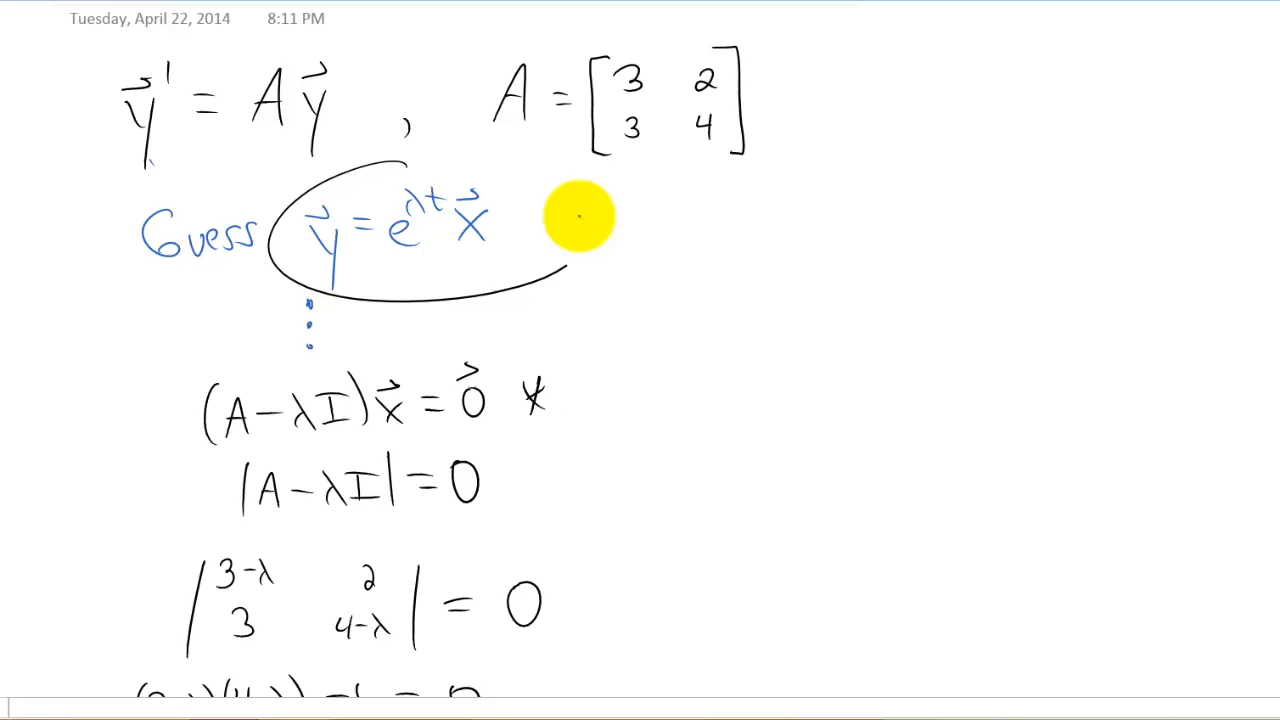 Tuesday, April 22, 2014 8:11 PM
y⃗' = A y⃗ , A = [3 2
3 4]
Guess y⃗ = e^λt x⃗
(A - λI) x⃗ = 0⃗ *
|A - λI| = 0
|3-λ 2|
|3 4-λ| = 0